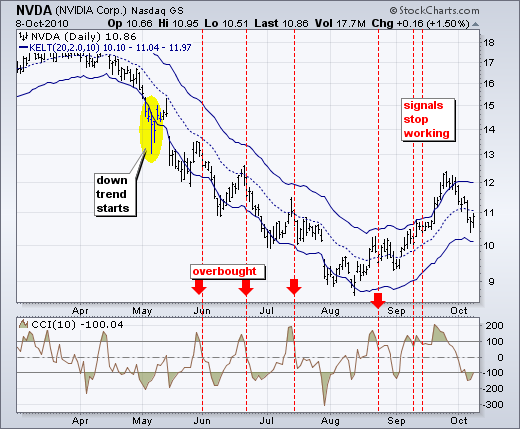 NVDA (NVIDIA Corp.) Nasdaq GS
© StockCharts.com
8-Oct-2010 Op 10.66 Hi 10.95 Lo 10.51 Last 10.86 Vol 17.7M Chg +0.16 (+1.50%)
NVDA (Daily) 10.86
KELT(20,2.0,10) 10.10 - 11.04 - 11.97
18
17
16
15
14
13
12
11
10
9
signals
stop
working
down
trend
starts
overbought
Apr May Jun Jul Aug Sep Oct
CCI(10) -100.04
200
100
0
-100
-200
-300
Apr May Jun Jul Aug Sep Oct